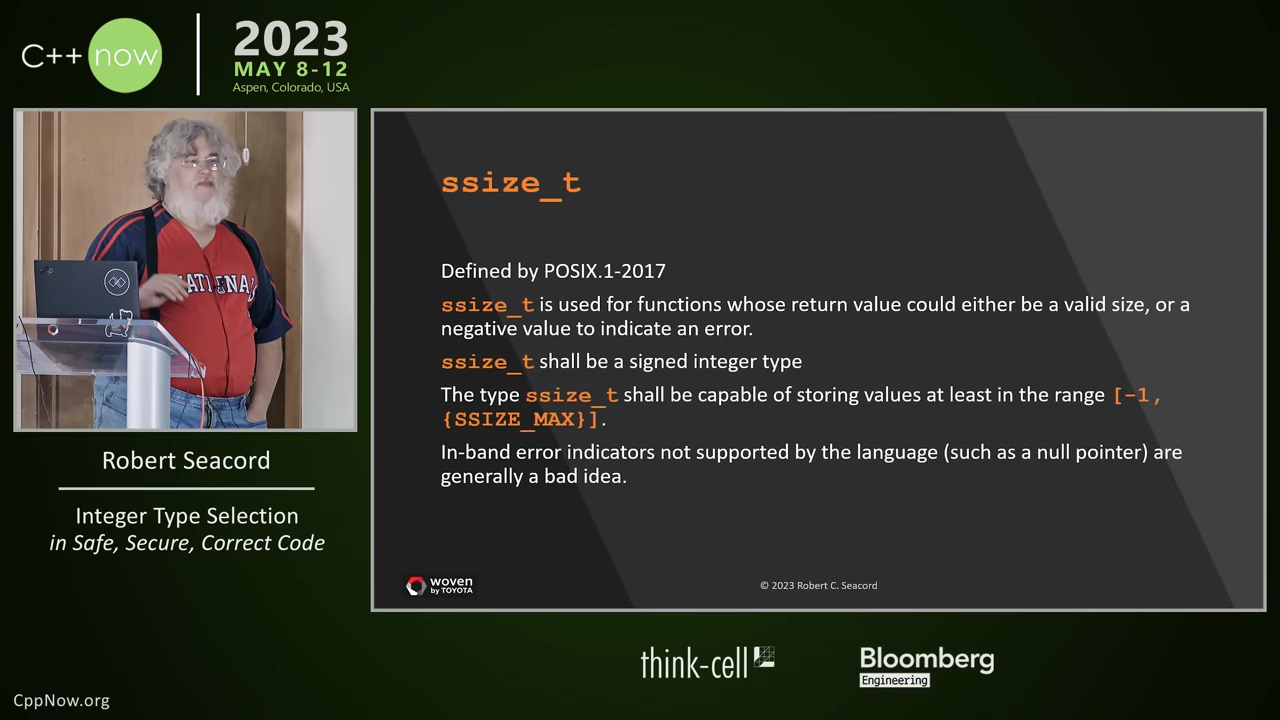 C++ now
2023
MAY 8-12
Aspen, Colorado, USA
NATIONAL
Robert Seacord
Integer Type Selection
in Safe, Secure, Correct Code
ssize_t
Defined by POSIX.1-2017
ssize_t is used for functions whose return value could either be a valid size, or a
negative value to indicate an error.
ssize_t shall be a signed integer type
The type ssize_t shall be capable of storing values at least in the range [-1,
{SSIZE_MAX}].
In-band error indicators not supported by the language (such as a null pointer) are
generally a bad idea.
woven
by TOYOTA
© 2023 Robert C. Seacord
think-cell
Bloomberg
Engineering
CppNow.org